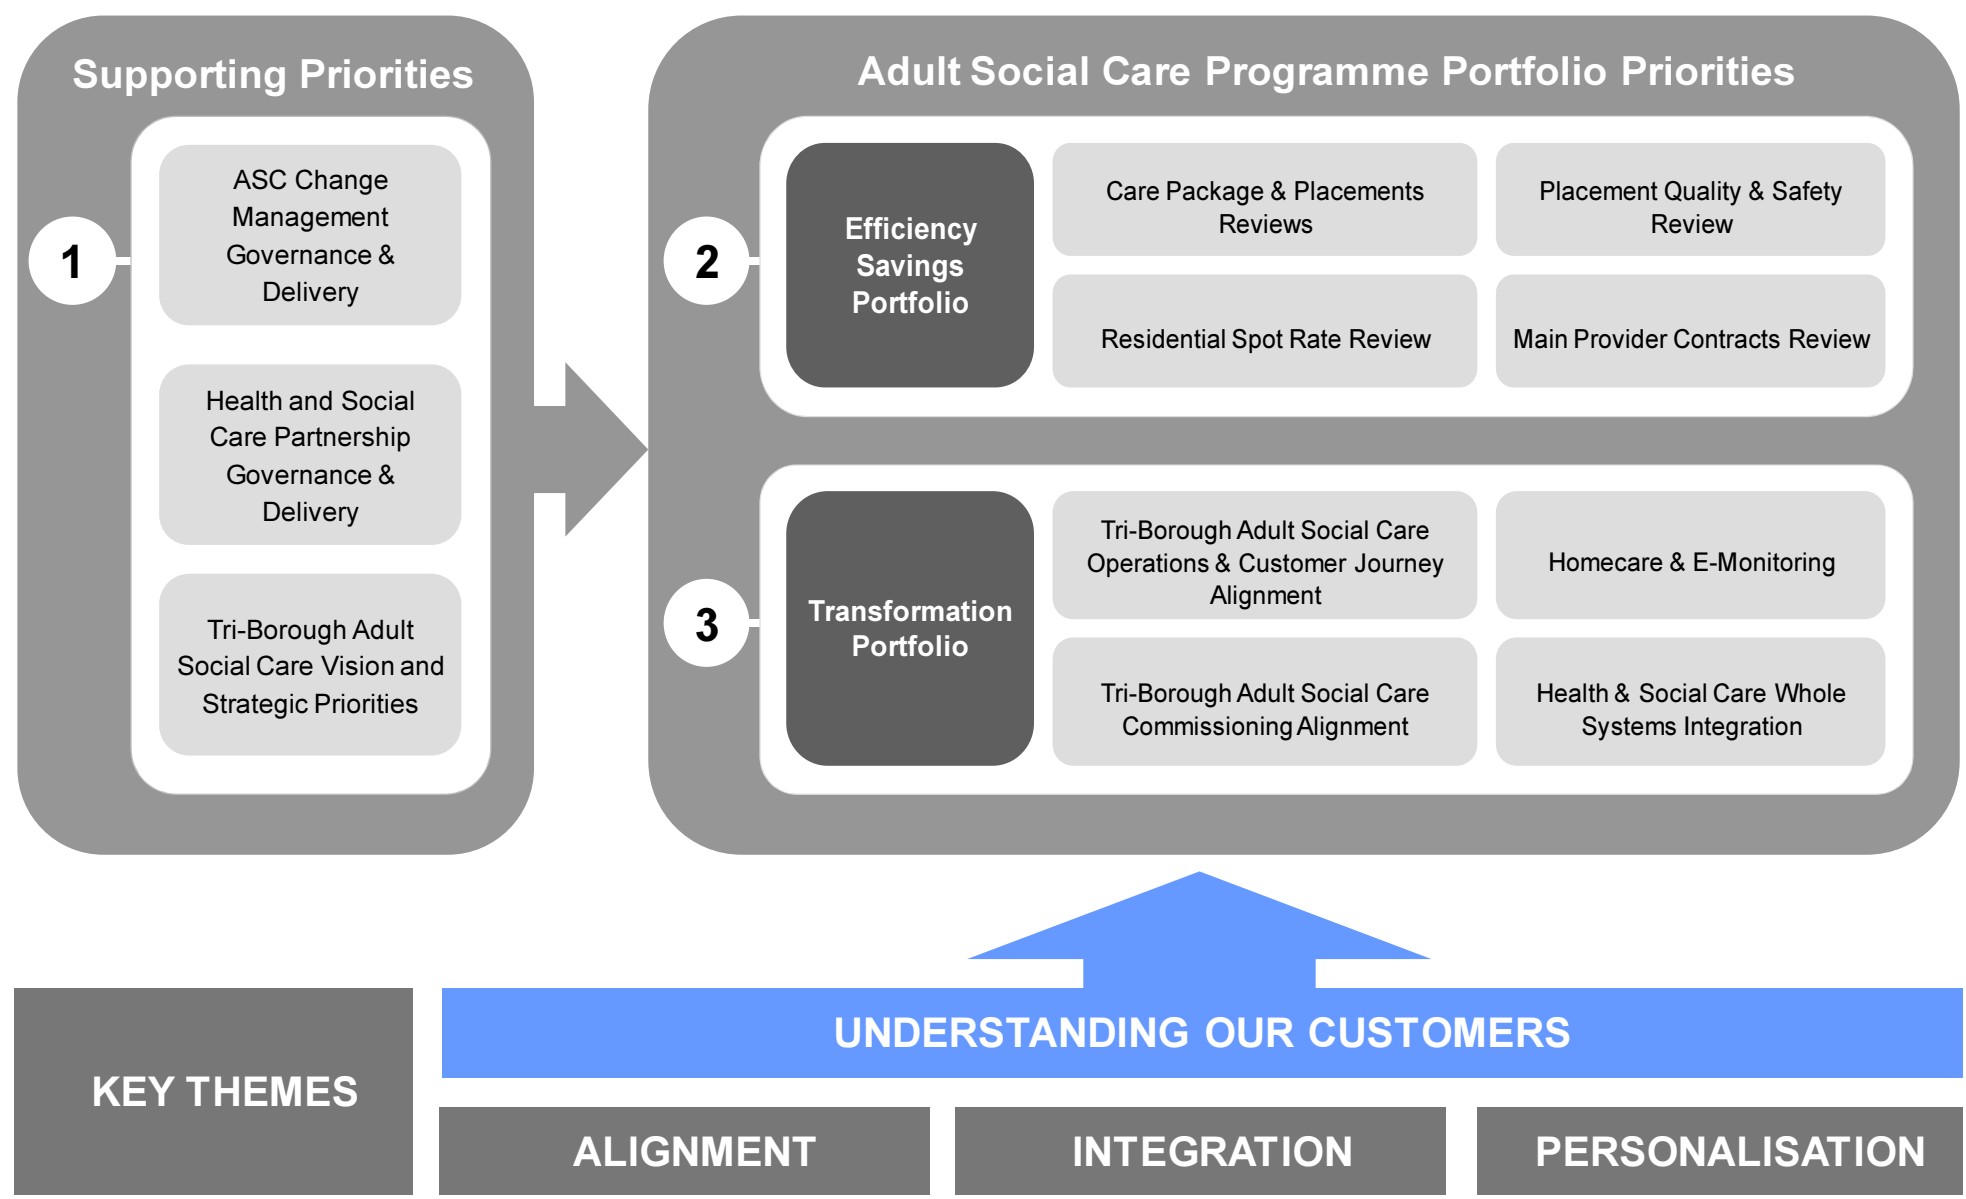 Supporting Priorities
1
ASC Change
Management
Governance &
Delivery
Health and Social
Care Partnership
Governance &
Delivery
Tri-Borough Adult
Social Care Vision and
Strategic Priorities
Adult Social Care Programme Portfolio Priorities
2
Efficiency
Savings
Portfolio
Care Package & Placements
Reviews
Placement Quality & Safety
Review
Residential Spot Rate Review
Main Provider Contracts Review
3
Transformation
Portfolio
Tri-Borough Adult Social Care
Operations & Customer Journey
Alignment
Homecare & E-Monitoring
Tri-Borough Adult Social Care
Commissioning Alignment
Health & Social Care Whole
Systems Integration
KEY THEMES
UNDERSTANDING OUR CUSTOMERS
ALIGNMENT
INTEGRATION
PERSONALISATION